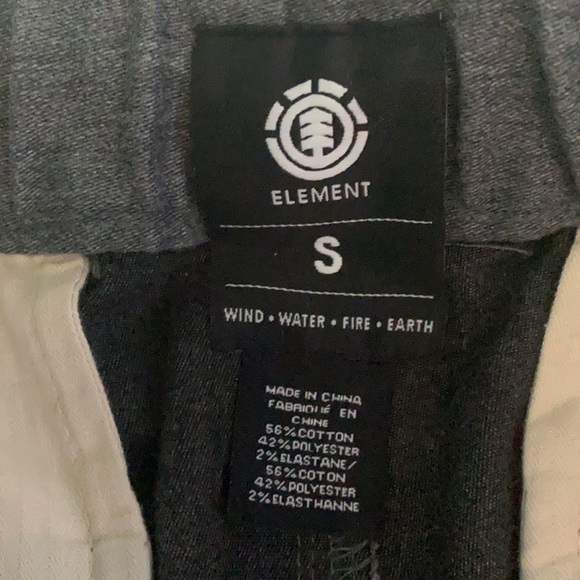 ELEMENT
S
WIND • WATER • FIRE • EARTH
MADE IN CHINA
FABRIQUÉ EN
CHINE
56%COTTON
42%POLYESTER
2%ELASTANE/
56%COTON
42%POLYESTER
2%ELASTHANNE